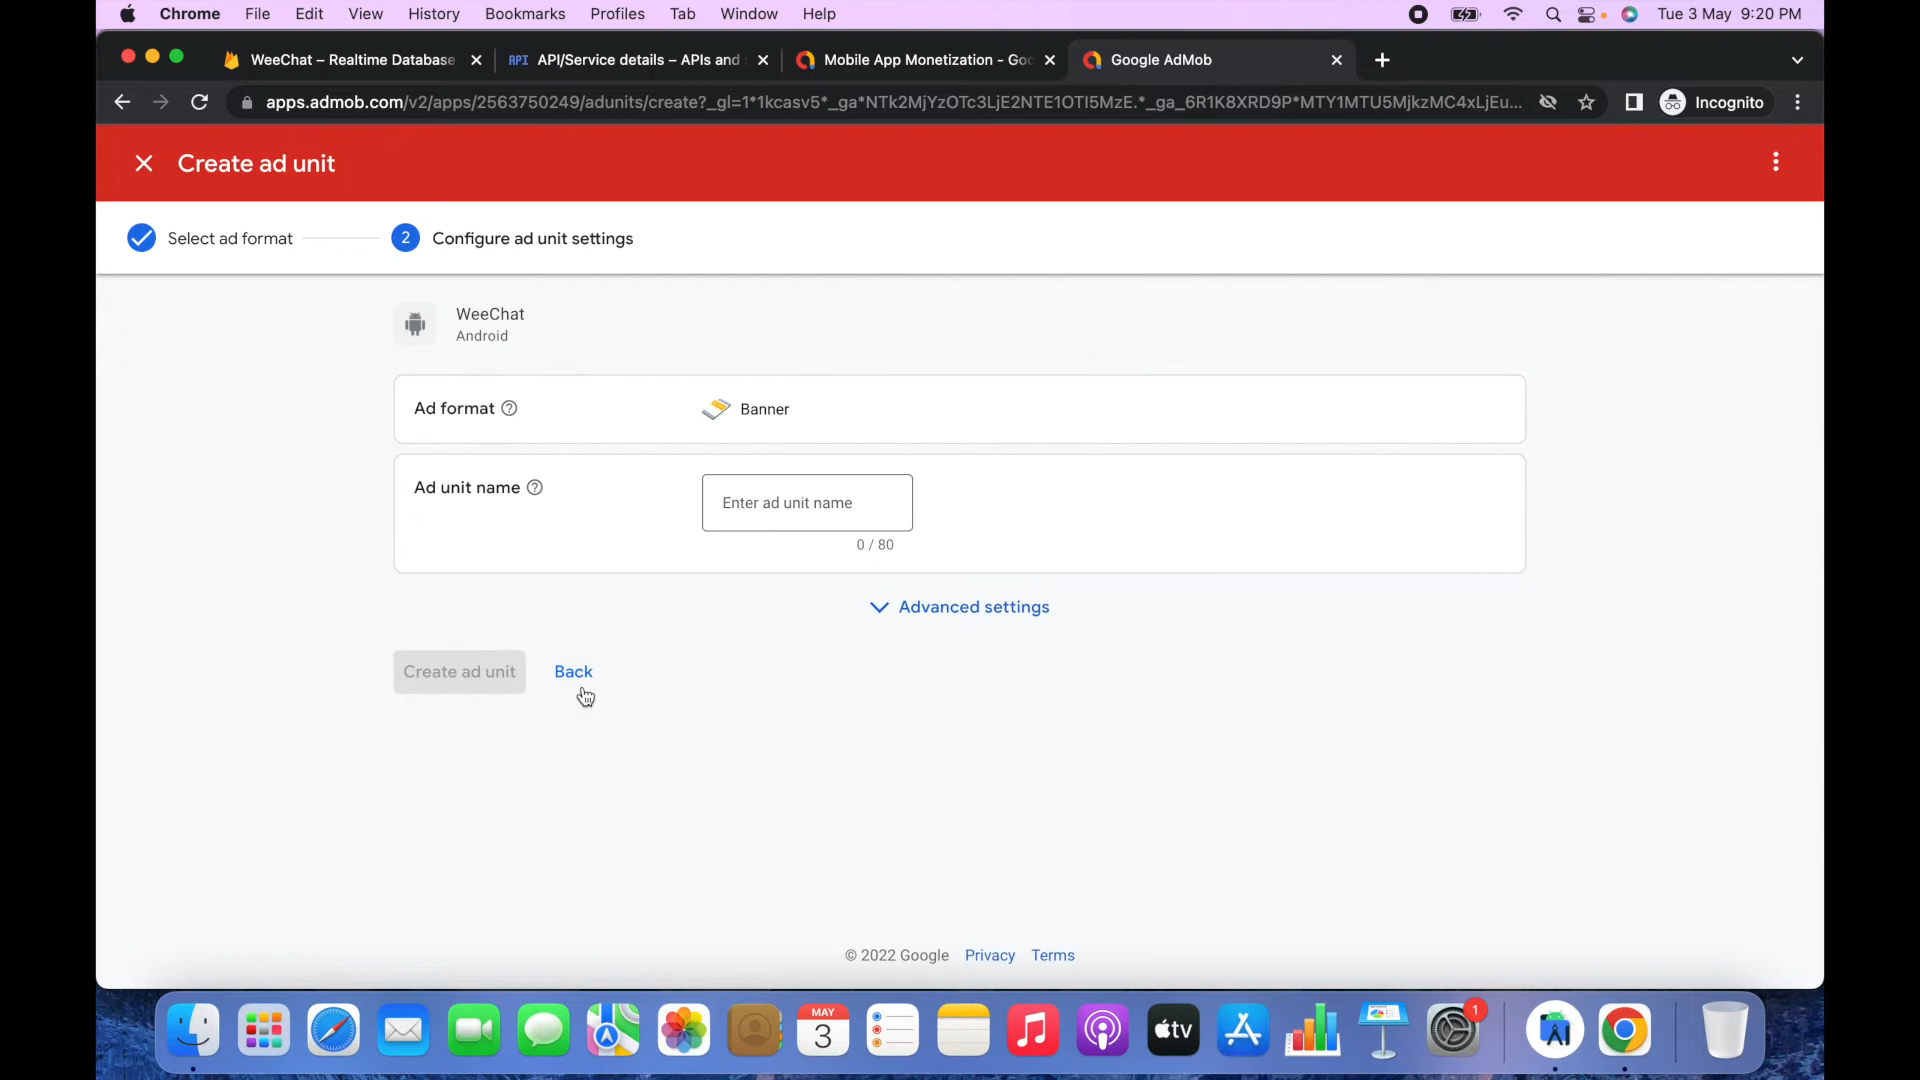 Chrome File Edit View History Bookmarks Profiles Tab Window Help Tue 3 May 9:20 PM
WeeChat – Realtime Database API API/Service details – APIs and Mobile App Monetization - Goo Google AdMob
apps.admob.com/v2/apps/2563750249/adunits/create?_gl=1*1kcasv5*_ga*NTk2MjYzOTc3LjE2NTE1OTI5MzE.*_ga_6R1K8XRD9P*MTY1MTU5MjkzMC4xLjEu... Incognito
Create ad unit
Select ad format 2 Configure ad unit settings
WeeChat
Android
Ad format Banner
Ad unit name Enter ad unit name
0 / 80
Advanced settings
Create ad unit Back
© 2022 Google Privacy Terms
MAY
3
tv
1